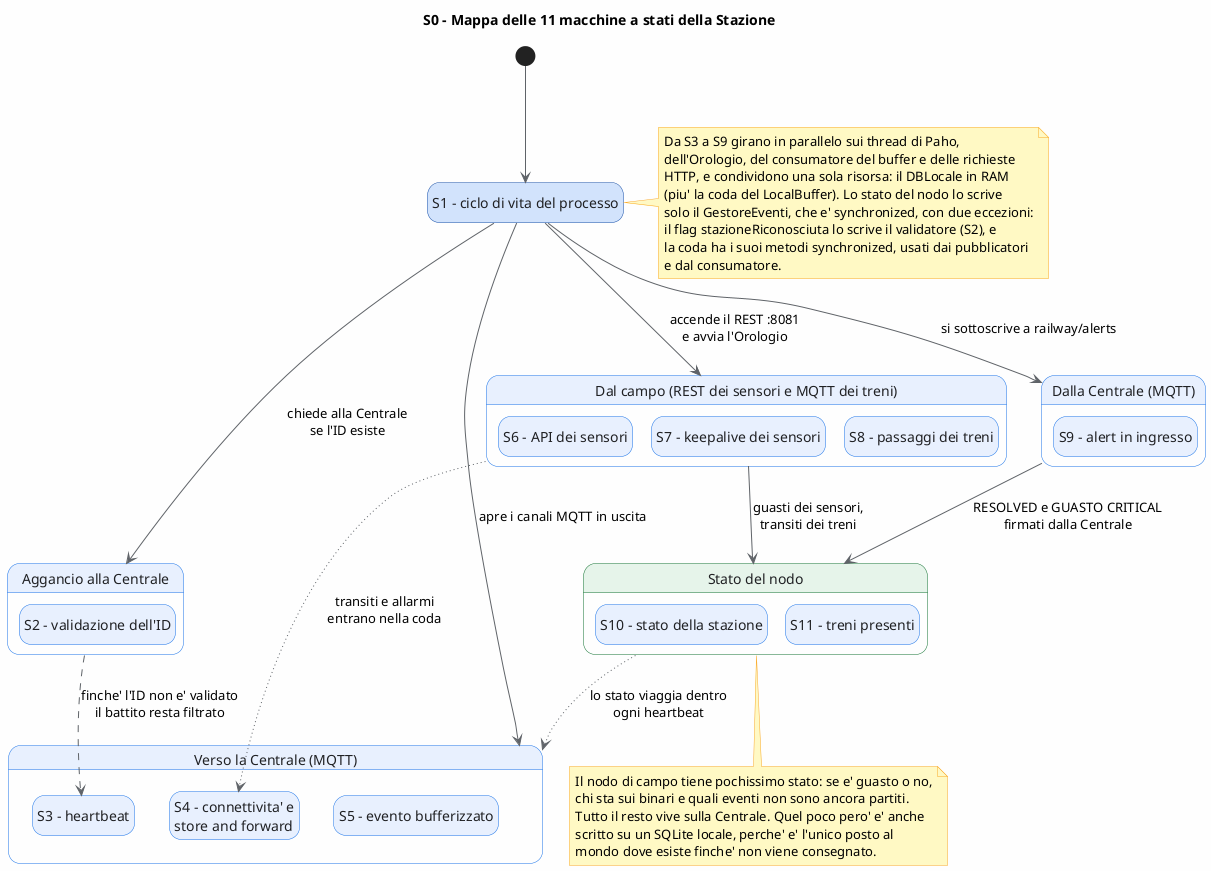 S0 - Mappa delle 11 macchine a stati della Stazione
Da S3 a S9 girano in parallelo sui thread di Paho,
dell'Orologio, del consumatore del buffer e delle richieste
HTTP, e condividono una sola risorsa: il DBLocale in RAM
(piu' la coda del LocalBuffer). Lo stato del nodo lo scrive
solo il GestoreEventi, che e' synchronized, con due eccezioni:
il flag stazioneRiconosciuta lo scrive il validatore (S2), e
la coda ha i suoi metodi synchronized, usati dai pubblicatori
e dal consumatore.
S1 - ciclo di vita del processo
accende il REST :8081
e avvia l'Orologio
si sottoscrive a railway/alerts
chiede alla Centrale
se l'ID esiste
Dal campo (REST dei sensori e MQTT dei treni)
S6 - API dei sensori
S7 - keepalive dei sensori
S8 - passaggi dei treni
Dalla Centrale (MQTT)
S9 - alert in ingresso
apre i canali MQTT in uscita
guasti dei sensori,
transiti dei treni
RESOLVED e GUASTO CRITICAL
firmati dalla Centrale
Aggancio alla Centrale
S2 - validazione dell'ID
transiti e allarmi
entrano nella coda
Stato del nodo
S10 - stato della stazione
S11 - treni presenti
finche' l'ID non e' validato
il battito resta filtrato
lo stato viaggia dentro
ogni heartbeat
Verso la Centrale (MQTT)
S3 - heartbeat
S4 - connettivita' e
store and forward
S5 - evento bufferizzato
Il nodo di campo tiene pochissimo stato: se e' guasto o no,
chi sta sui binari e quali eventi non sono ancora partiti.
Tutto il resto vive sulla Centrale. Quel poco pero' e' anche
scritto su un SQLite locale, perche' e' l'unico posto al
mondo dove esiste finche' non viene consegnato.